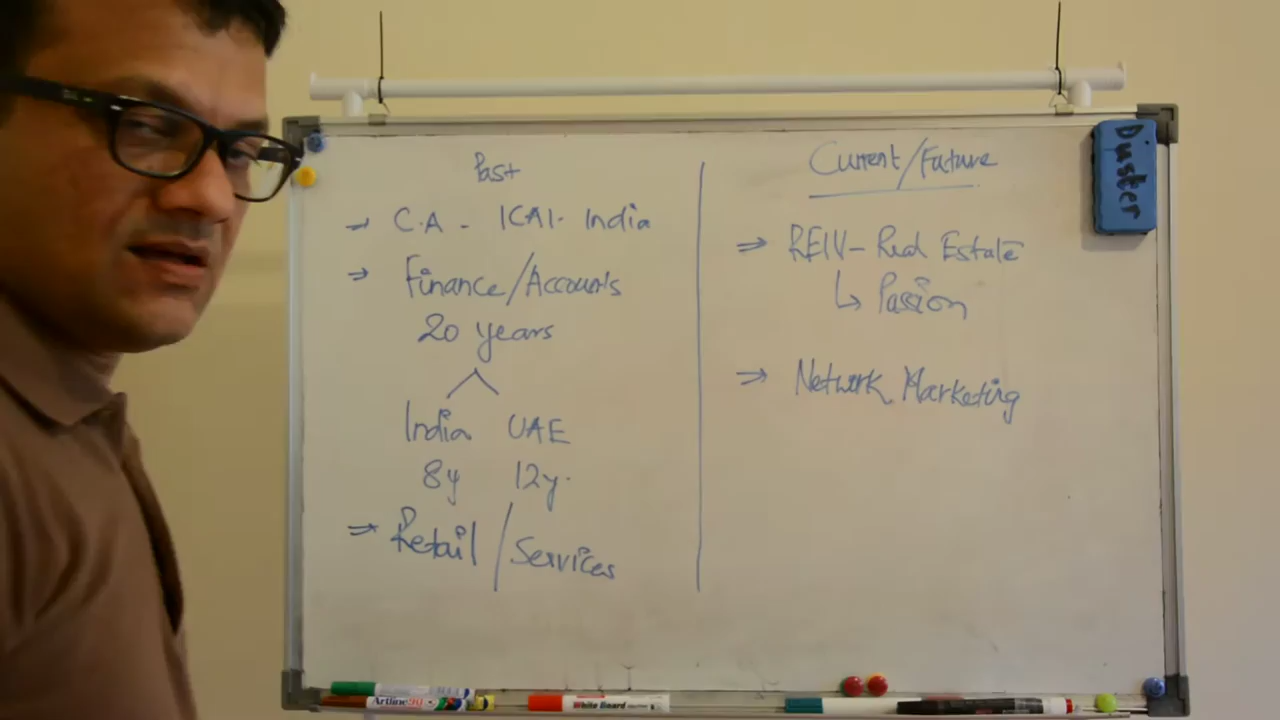 Past
→ C.A - ICAI. India
→ Finance/Accounts
20 years
India UAE
8y 12y.
⇒ Retail / Services
Current/Future
⇒ REIV - Real Estate
↳ Passion
⇒ Network Marketing
Duster
Artline
White Board